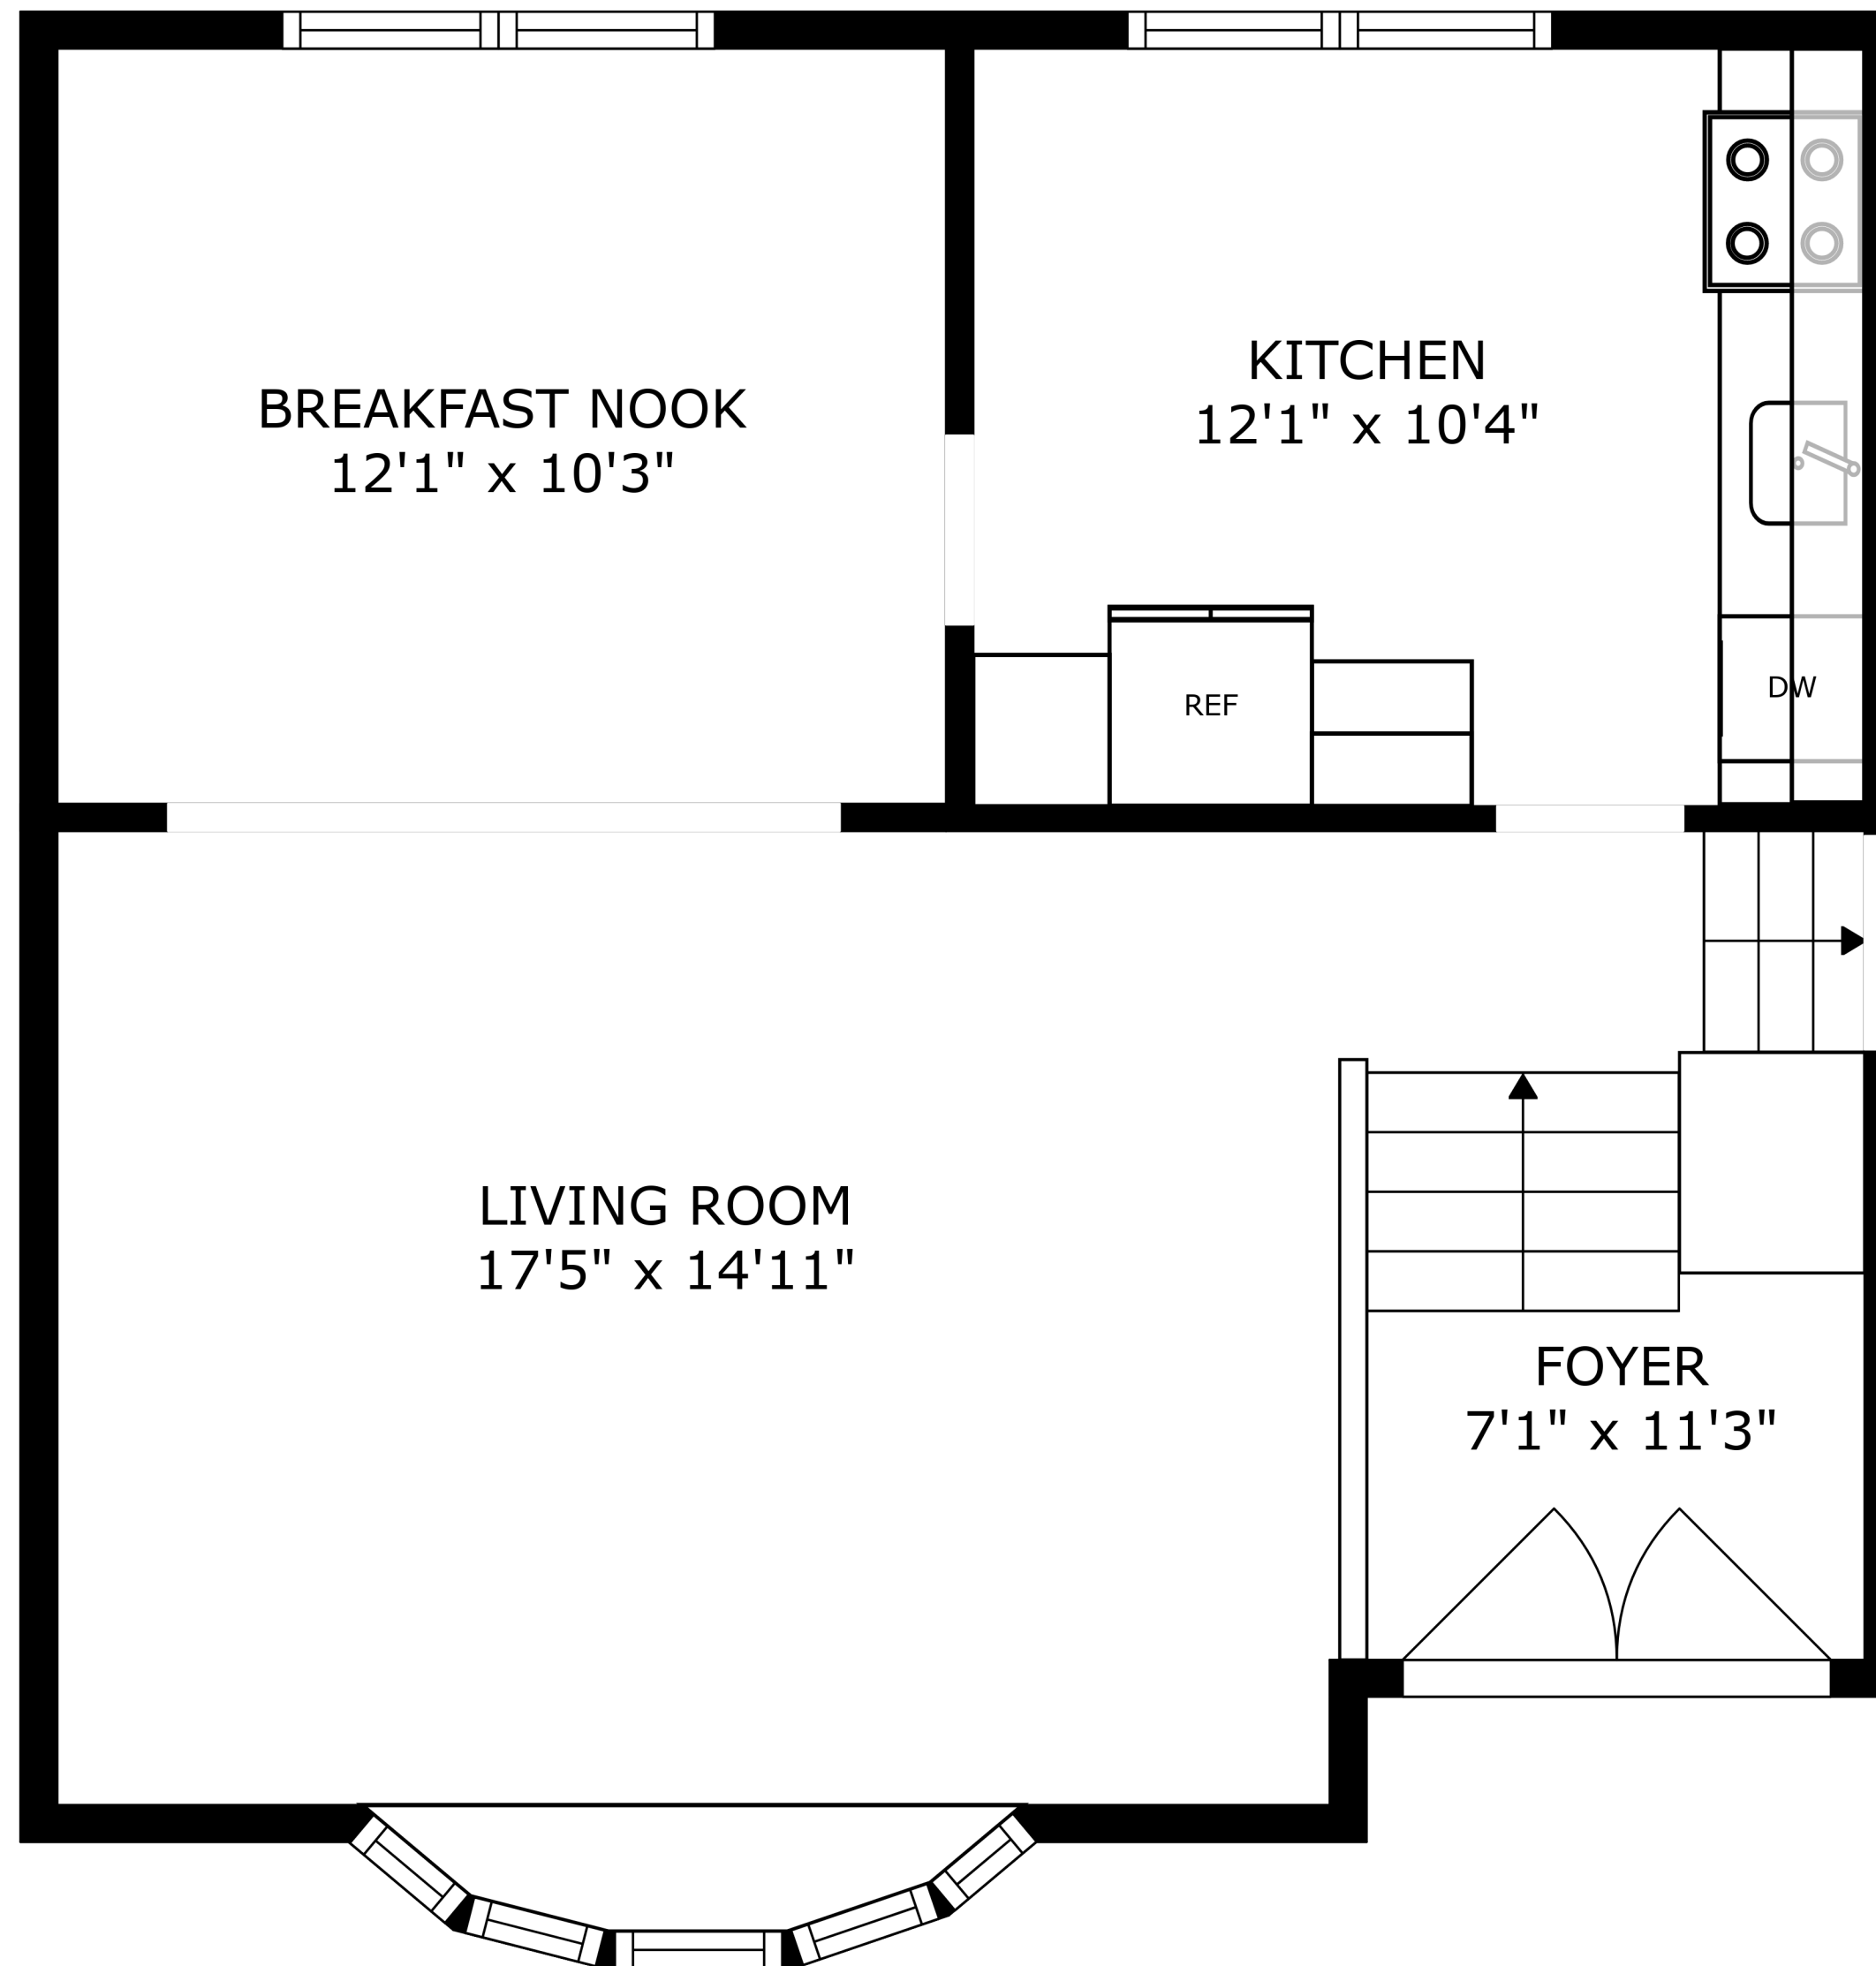 BREAKFAST NOOK
12'1" x 10'3"
KITCHEN
12'1" x 10'4"
REF
DW
LIVING ROOM
17'5" x 14'11"
FOYER
7'1" x 11'3"